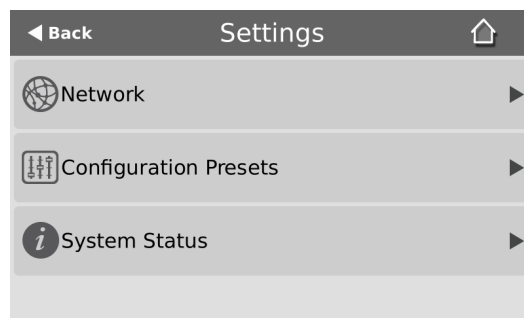 Back
Settings
Network
Configuration Presets
System Status